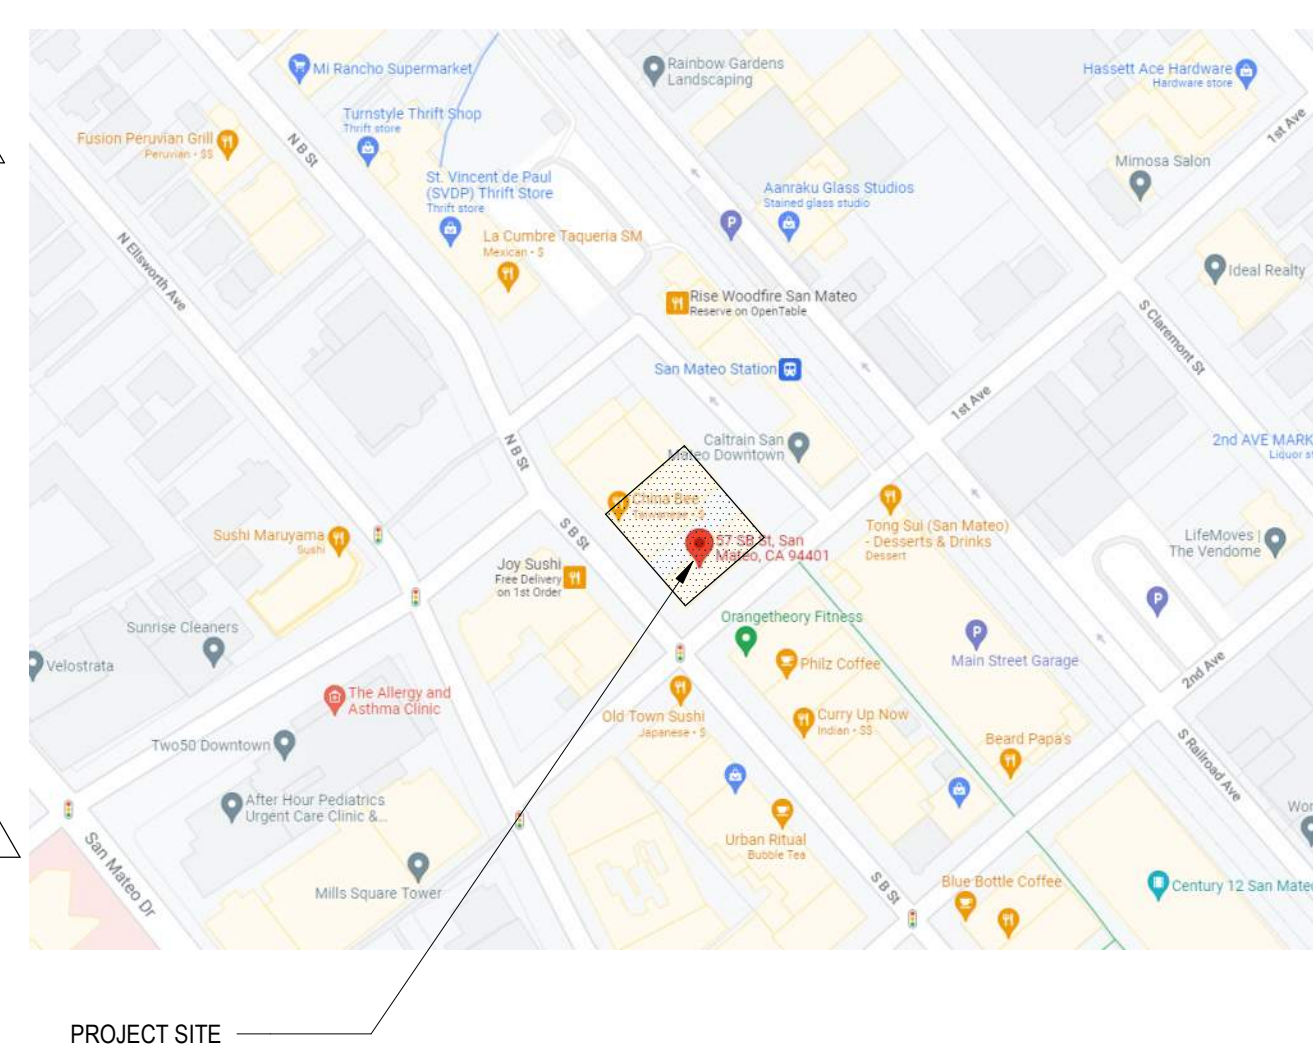 Rainbow Gardens
Landscaping
Mi Rancho Supermarket
Hassett Ace Hardware
Hardware store
Turnstyle Thrift Shop
Thrift store
1st Ave
Fusion Peruvian Grill
Peruvian • $$
N B St
Mimosa Salon
St. Vincent de Paul
(SVDP) Thrift Store
Thrift store
Aanraku Glass Studios
Stained glass studio
P
La Cumbre Taqueria SM
Mexican • $
N Ellsworth Ave
Ideal Realty
Rise Woodfire San Mateo
Reserve on OpenTable
S Claremont St
San Mateo Station
1st Ave
Caltrain San
Mateo Downtown
N B St
2nd AVE MARK
Liquor s
China Bee
Taiwanese • $
S B St
Tong Sui (San Mateo)
- Desserts & Drinks
Dessert
Sushi Maruyama
Sushi
57 S B St, San
Mateo, CA 94401
LifeMoves |
The Vendome
Joy Sushi
Free Delivery
on 1st Order
P
Orangetheory Fitness
Sunrise Cleaners
P
Main Street Garage
Velostrata
Philz Coffee
2nd Ave
The Allergy and
Asthma Clinic
Old Town Sushi
Japanese • $
Curry Up Now
Indian • $$
Two50 Downtown
Beard Papa's
S Railroad Ave
After Hour Pediatrics
Urgent Care Clinic &...
Wor
San Mateo Dr
Urban Ritual
Bubble Tea
Mills Square Tower
S B St
Blue Bottle Coffee
Century 12 San Mateo
PROJECT SITE